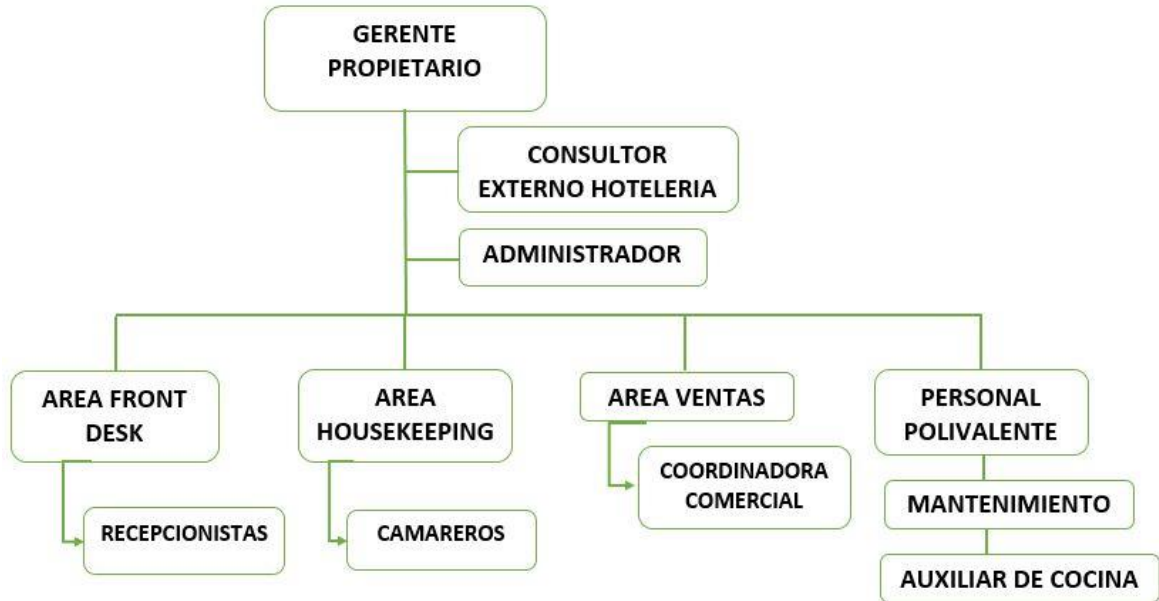 GERENTE
PROPIETARIO
CONSULTOR
EXTERNO HOTELERIA
ADMINISTRADOR
AREA FRONT
DESK
AREA
HOUSEKEEPING
AREA VENTAS
PERSONAL
POLIVALENTE
RECEPCIONISTAS
CAMAREROS
COORDINADORA
COMERCIAL
MANTENIMIENTO
AUXILIAR DE COCINA